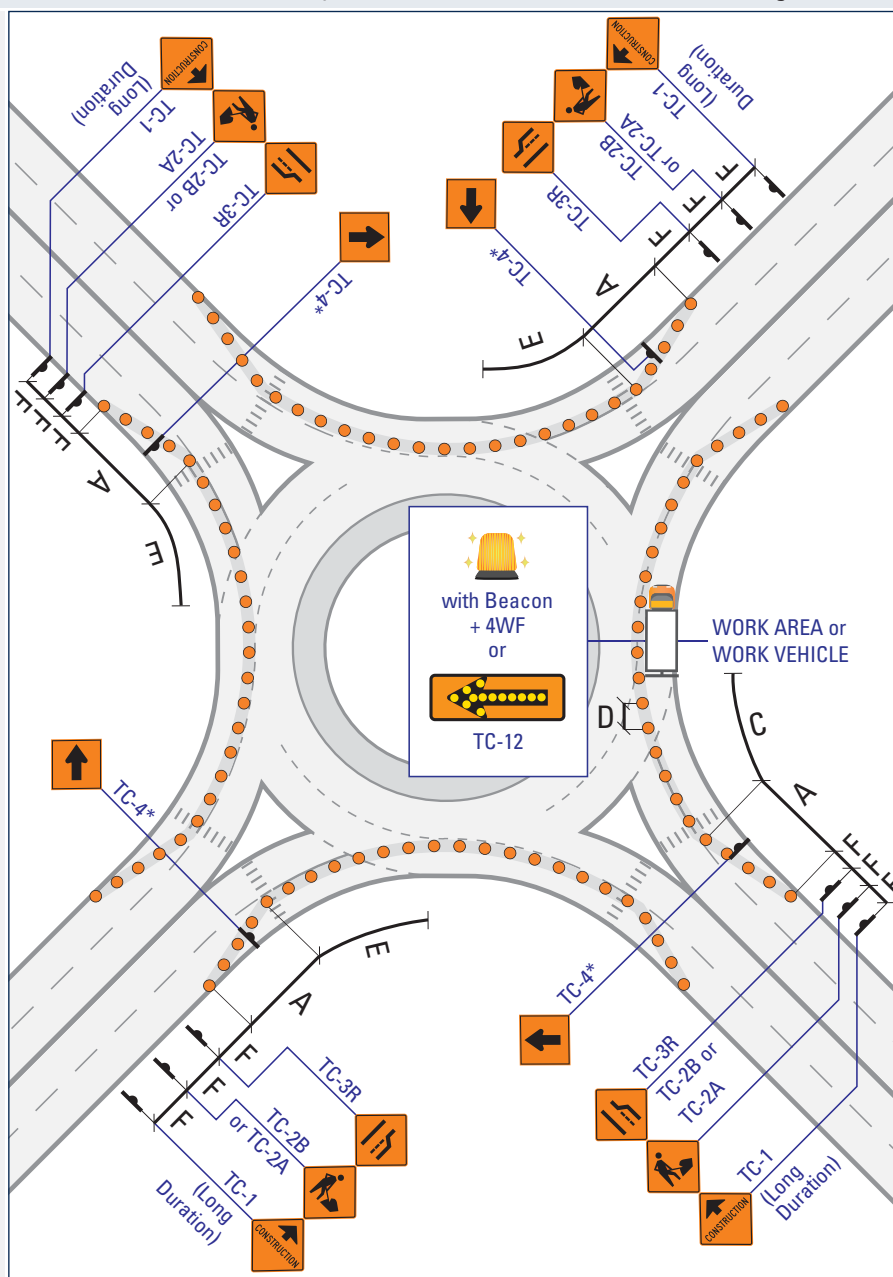 CONSTRUCTION
TC-1
(Long
Duration)
TC-2B or
TC-2A
TC-3R
TC-4*
F
F
F
A
E
CONSTRUCTION
TC-1
(Long
Duration)
TC-2B
or TC-2A
TC-3R
TC-4*
F
F
F
A
E
with Beacon
+ 4WF
or
TC-12
WORK AREA or
WORK VEHICLE
D
C
A
F
F
F
TC-4*
TC-3R
TC-2B or
TC-2A
TC-1
(Long
Duration)
CONSTRUCTION
TC-4*
E
A
F
F
F
TC-3R
TC-2B
or TC-2A
TC-1
(Long
Duration)
CONSTRUCTION